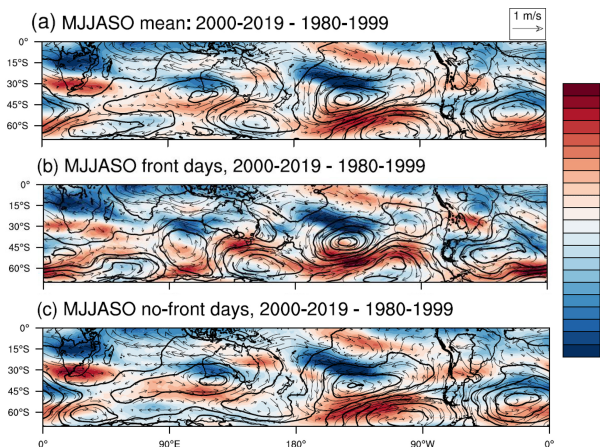 (a) MJJASO mean: 2000-2019 - 1980-1999
1 m/s
0°
15°S
30°S
45°S
60°S
(b) MJJASO front days, 2000-2019 - 1980-1999
0°
15°S
30°S
45°S
60°S
(c) MJJASO no-front days, 2000-2019 - 1980-1999
0°
15°S
30°S
45°S
60°S
0° 90°E 180° 90°W 0°